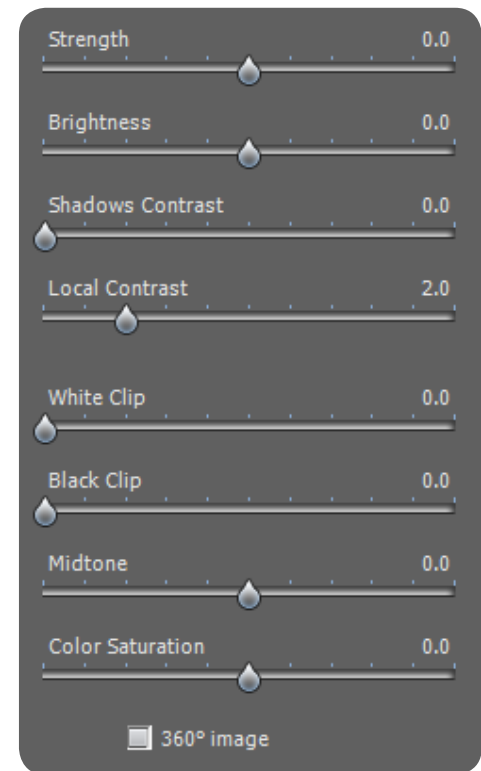 Strength 0.0
Brightness 0.0
Shadows Contrast 0.0
Local Contrast 2.0
White Clip 0.0
Black Clip 0.0
Midtone 0.0
Color Saturation 0.0
360º image